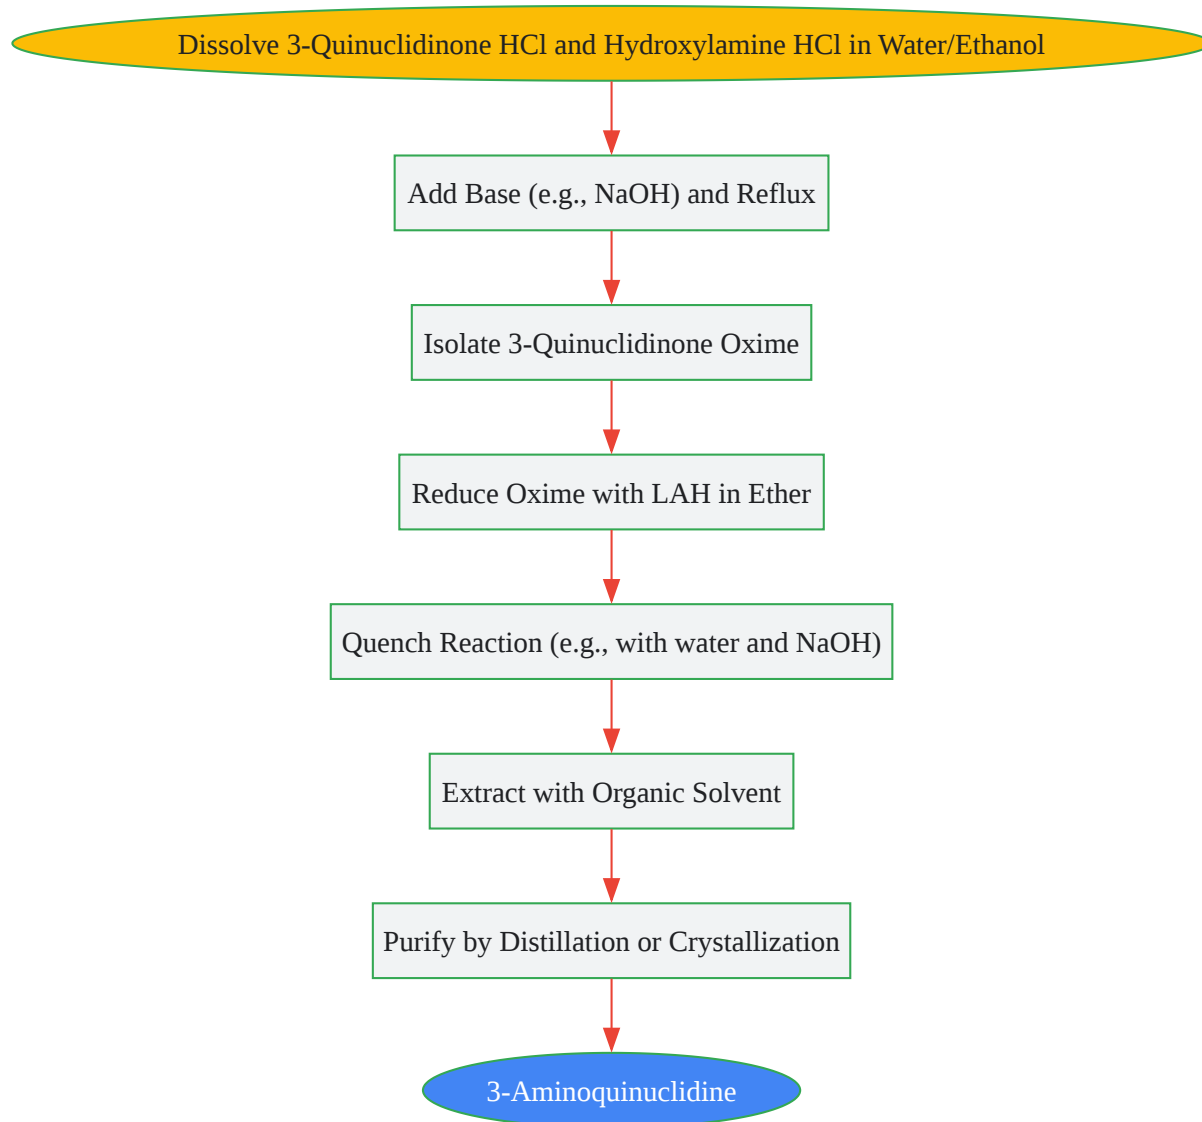 Dissolve 3-Quinuclidinone HCl and Hydroxylamine HCl in Water/Ethanol
Add Base (e.g., NaOH) and Reflux
Isolate 3-Quinuclidinone Oxime
Reduce Oxime with LAH in Ether
Quench Reaction (e.g., with water and NaOH)
Extract with Organic Solvent
Purify by Distillation or Crystallization
3-Aminoquinuclidine